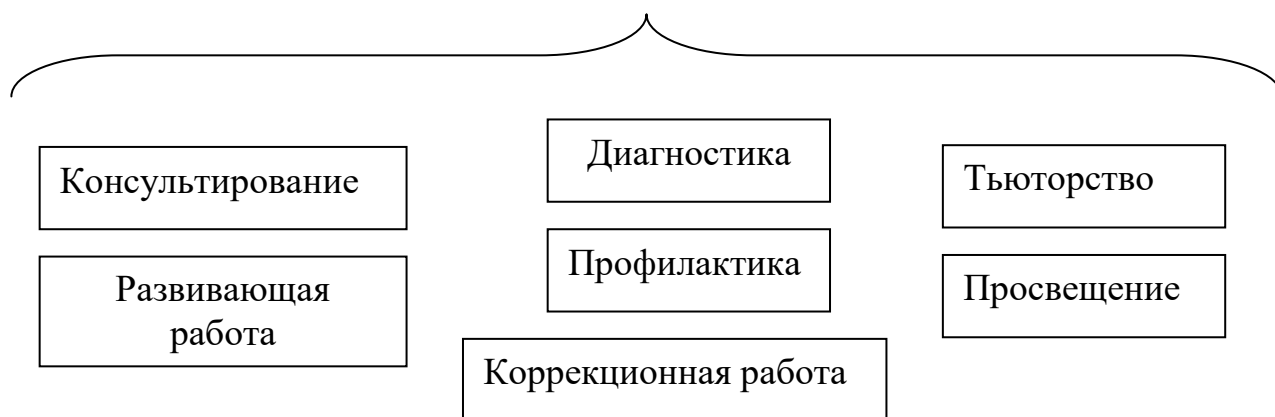 Консультирование
Диагностика
Тьюторство
Развивающая
работа
Профилактика
Просвещение
Коррекционная работа